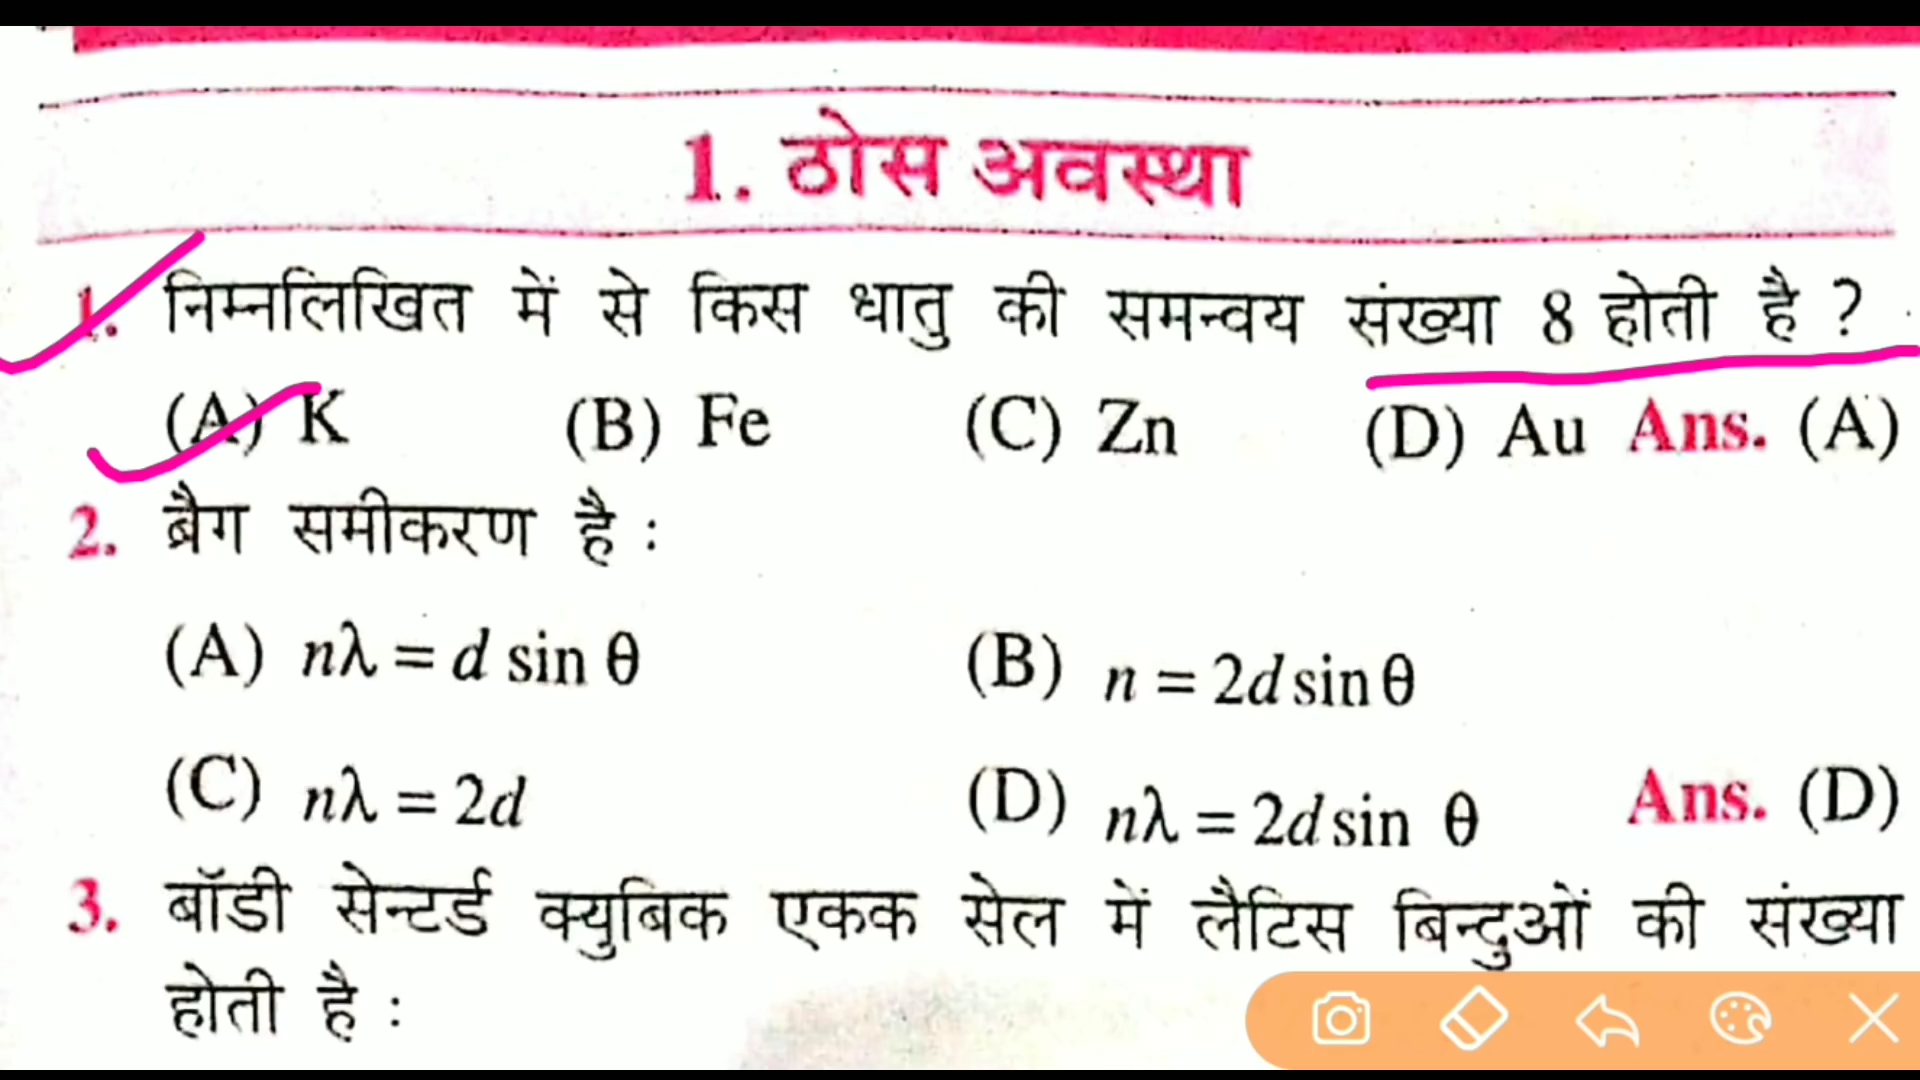 1. ठोस अवस्था
1. निम्नलिखित में से किस धातु की समन्वय संख्या 8 होती है ?
(A) K (B) Fe (C) Zn (D) Au Ans. (A)
2. ब्रैग समीकरण है :
(A) nλ = d sin θ (B) n = 2d sin θ
(C) nλ = 2d (D) nλ = 2d sin θ Ans. (D)
3. बॉडी सेन्टर्ड क्युबिक एकक सेल में लैटिस बिन्दुओं की संख्या
होती है :